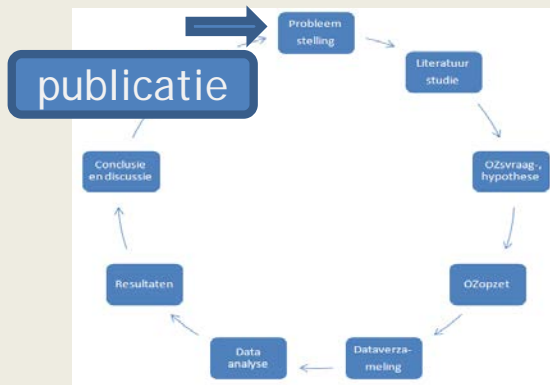 Probleem
stelling
publicatie
Literatuur
studie
OZsvraag-,
hypothese
OZopzet
Dataverza-
meling
Data
analyse
Resultaten
Conclusie
en discussie